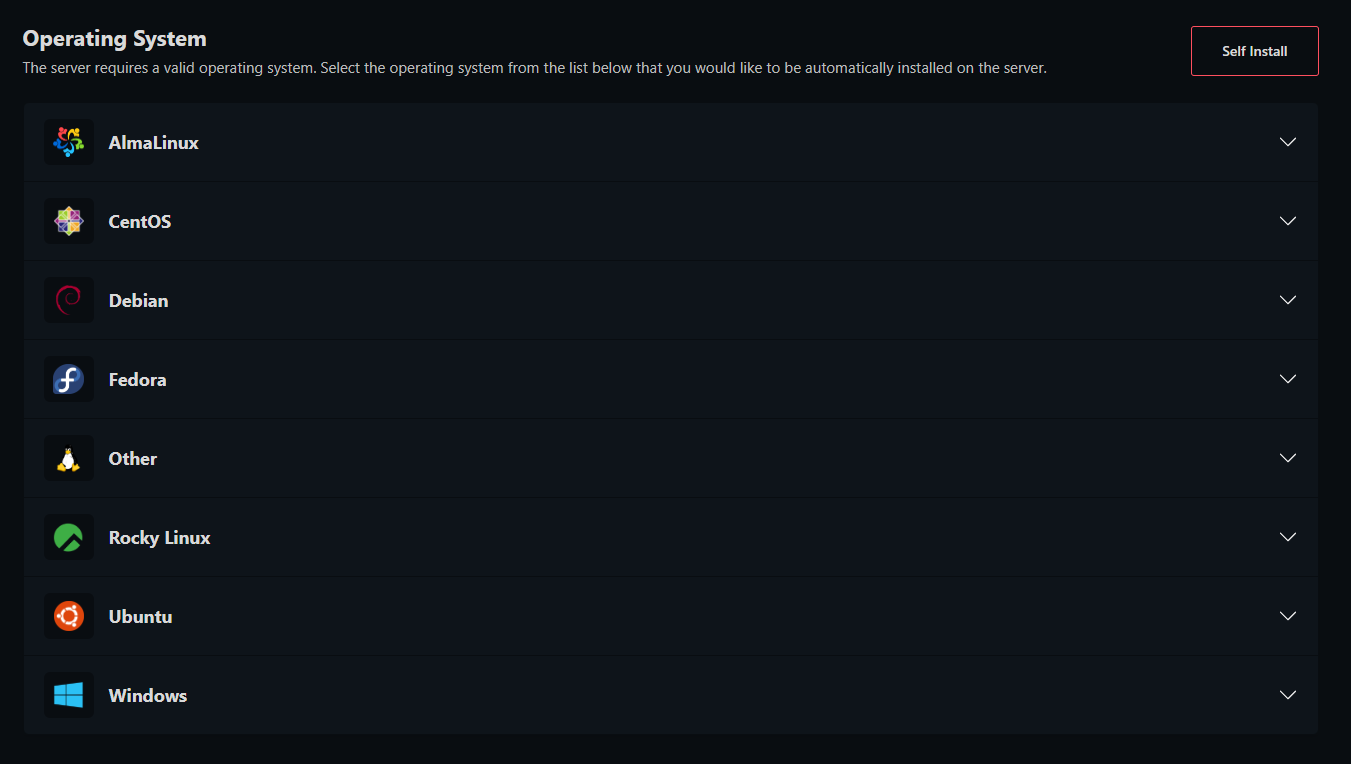 Operating System
Self Install
The server requires a valid operating system. Select the operating system from the list below that you would like to be automatically installed on the server.
AlmaLinux
CentOS
Debian
Fedora
Other
Rocky Linux
Ubuntu
Windows